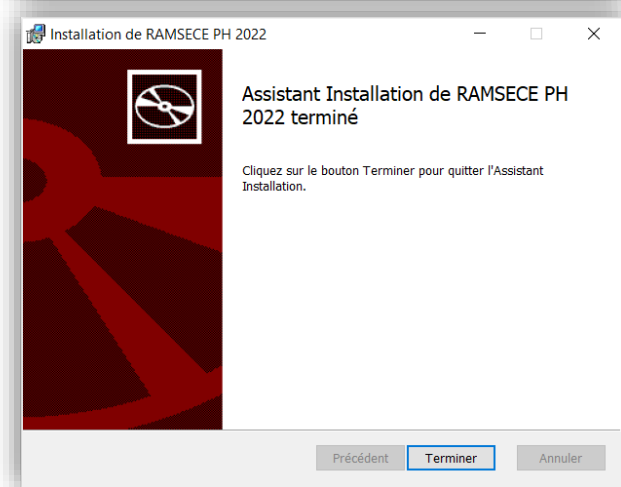 Installation de RAMSECE PH 2022
Assistant Installation de RAMSECE PH
2022 terminé
Cliquez sur le bouton Terminer pour quitter l'Assistant
Installation.
Précédent
Terminer
Annuler